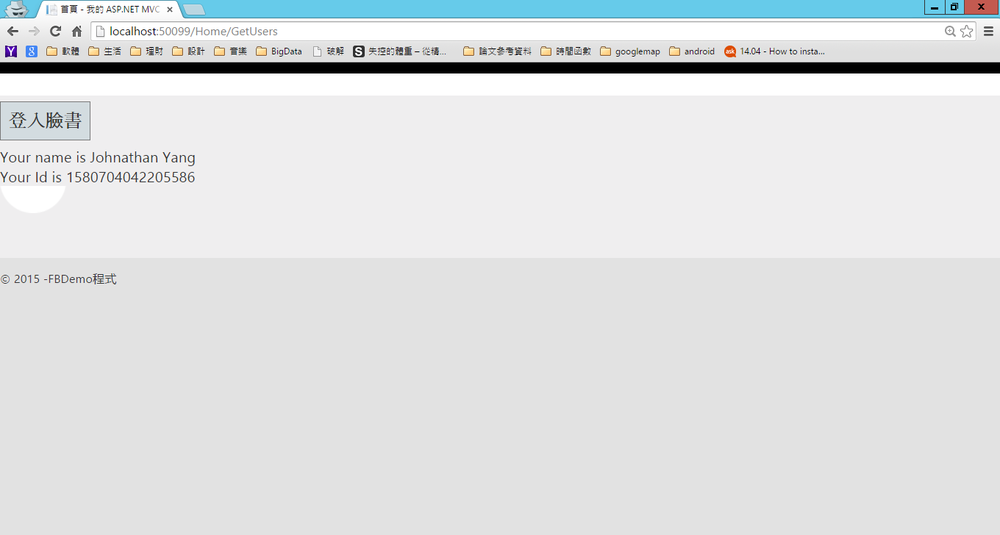 首頁 - 我的 ASP.NET MVC
localhost:50099/Home/GetUsers
Y 8 軟體 生活 理財 設計 音樂 BigData 破解 S 失控的體重 – 從精... 論文參考資料 時間函數 googlemap android ask 14.04 - How to insta...
登入臉書
Your name is Johnathan Yang
Your Id is 1580704042205586
© 2015 -FBDemo程式